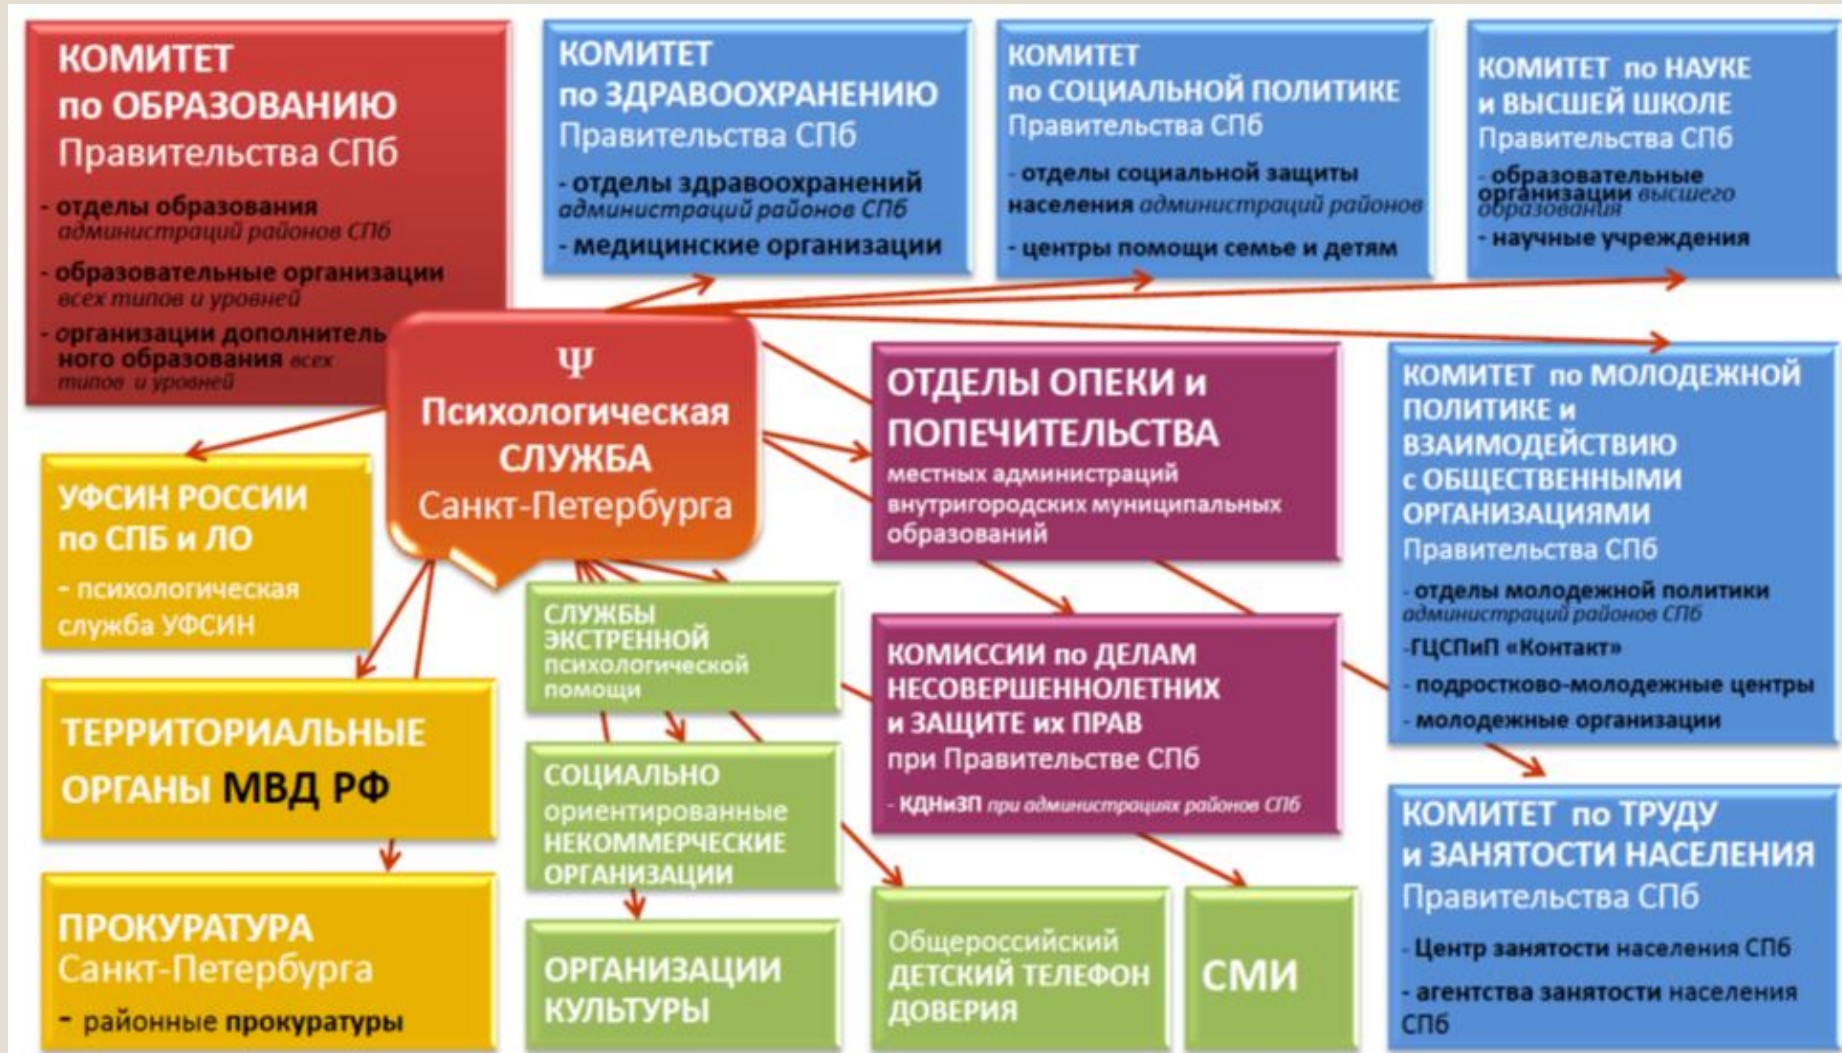 КОМИТЕТ
по ОБРАЗОВАНИЮ
Правительства СПб
- отделы образования
администраций районов СПб
- образовательные организации
всех типов и уровней
- организации дополнитель
ного образования всех
типов и уровней
КОМИТЕТ
по ЗДРАВООХРАНЕНИЮ
Правительства СПб
- отделы здравоохранений
администраций районов СПб
- медицинские организации
КОМИТЕТ
по СОЦИАЛЬНОЙ ПОЛИТИКЕ
Правительства СПб
- отделы социальной защиты
населения администраций районов
- центры помощи семье и детям
КОМИТЕТ по НАУКЕ
и ВЫСШЕЙ ШКОЛЕ
Правительства СПб
- образовательные
организации высшего
образования
- научные учреждения
Ψ
Психологическая
СЛУЖБА
Санкт-Петербурга
ОТДЕЛЫ ОПЕКИ и
ПОПЕЧИТЕЛЬСТВА
местных администраций
внутригородских муниципальных
образований
КОМИТЕТ по МОЛОДЕЖНОЙ
ПОЛИТИКЕ и
ВЗАИМОДЕЙСТВИЮ
с ОБЩЕСТВЕННЫМИ
ОРГАНИЗАЦИЯМИ
Правительства СПб
- отделы молодежной политики
администраций районов СПб
-ГЦСПиП «Контакт»
- подростково-молодежные центры
- молодежные организации
УФСИН РОССИИ
по СПБ и ЛО
- психологическая
служба УФСИН
СЛУЖБЫ
ЭКСТРЕННОЙ
психологической
помощи
КОМИССИИ по ДЕЛАМ
НЕСОВЕРШЕННОЛЕТНИХ
и ЗАЩИТЕ их ПРАВ
при Правительстве СПб
- КДНиЗП при администрациях районов СПб
ТЕРРИТОРИАЛЬНЫЕ
ОРГАНЫ МВД РФ
СОЦИАЛЬНО
ориентированные
НЕКОММЕРЧЕСКИЕ
ОРГАНИЗАЦИИ
КОМИТЕТ по ТРУДУ
и ЗАНЯТОСТИ НАСЕЛЕНИЯ
Правительства СПб
- Центр занятости населения СПб
- агентства занятости населения
СПб
ПРОКУРАТУРА
Санкт-Петербурга
- районные прокуратуры
ОРГАНИЗАЦИИ
КУЛЬТУРЫ
Общероссийский
ДЕТСКИЙ ТЕЛЕФОН
ДОВЕРИЯ
СМИ